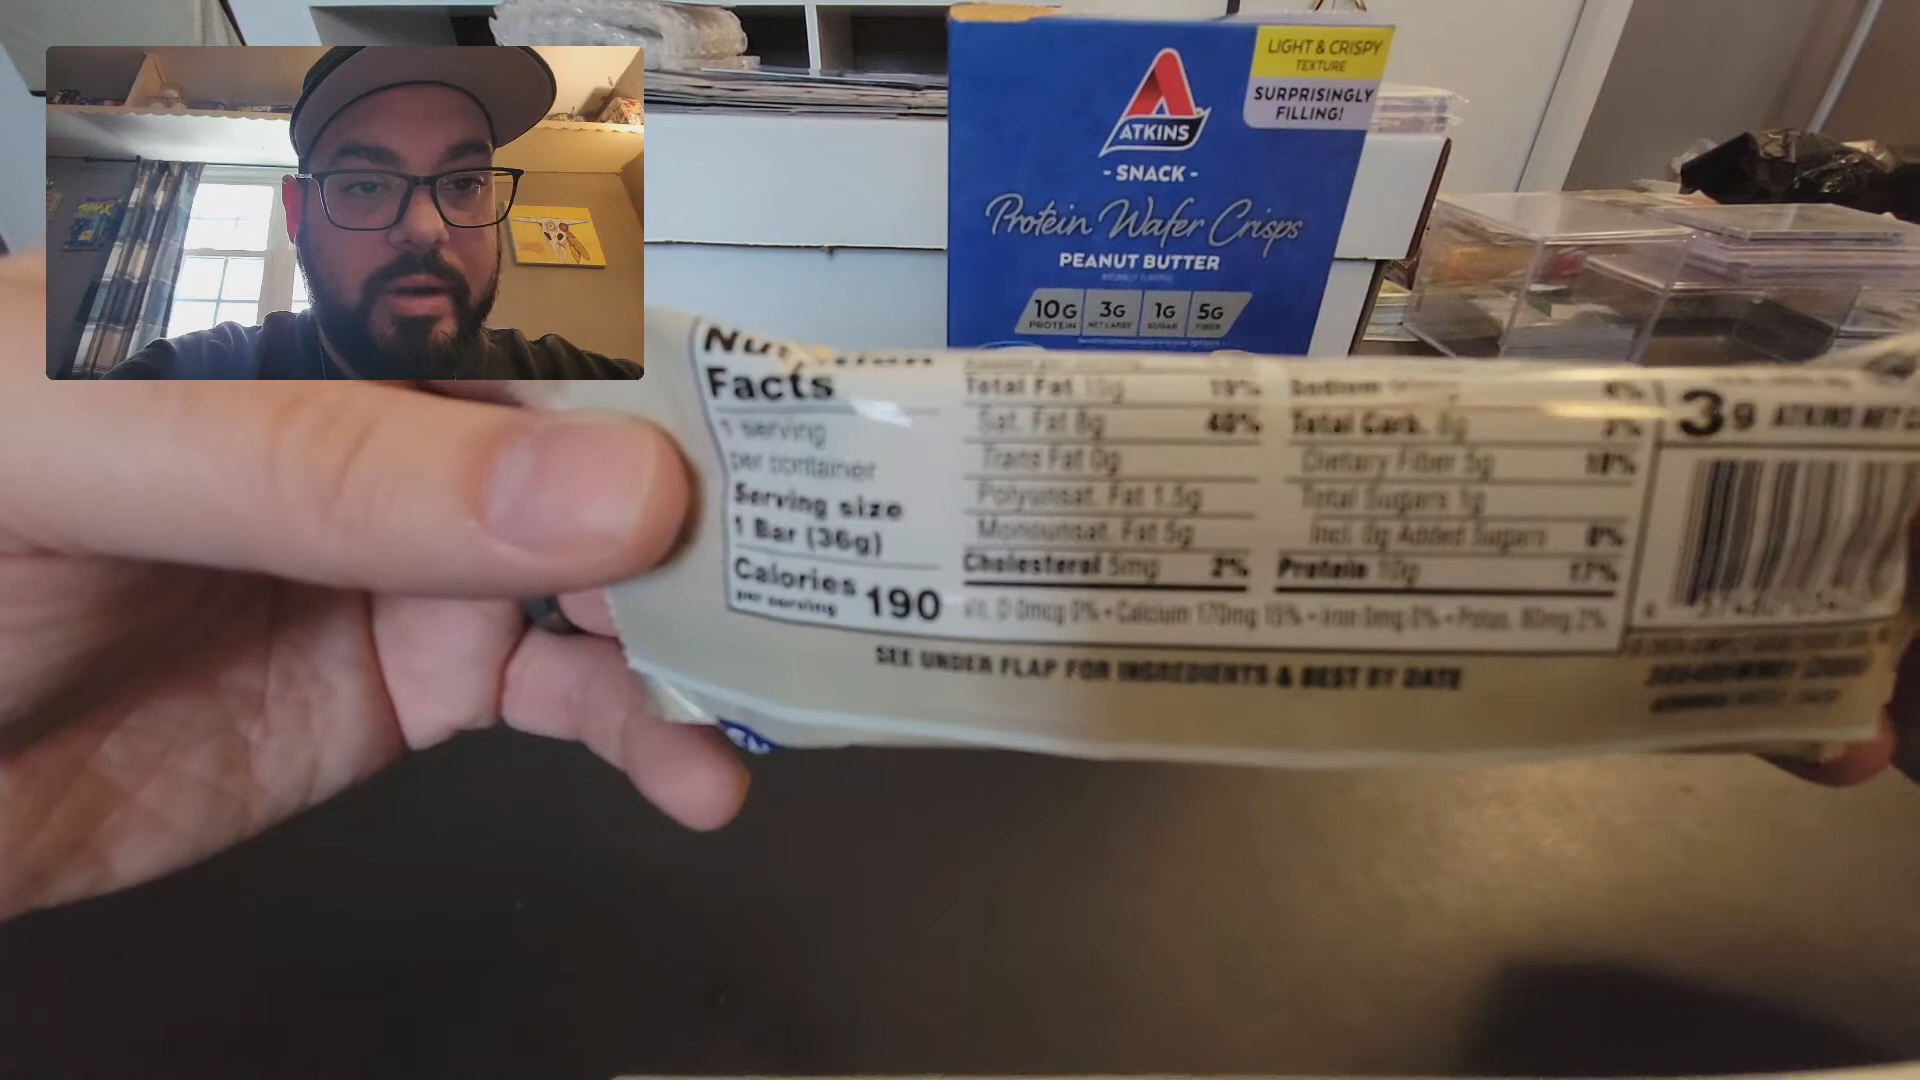 LIGHT & CRISPY
TEXTURE
SURPRISINGLY
FILLING!
ATKINS
- SNACK -
Protein Wafer Crisps
PEANUT BUTTER
NATURALLY FLAVORED
10G 3G 1G 5G
PROTEIN NET CARBS SUGAR FIBER
Nutrition
Facts
1 serving
per container
Serving size
1 Bar (36g)
Calories 190
per serving
Total Fat 19%
Sat. Fat 8g 40%
Trans Fat 0g
Polyunsat. Fat 1.5g
Monounsat. Fat 5g
Cholesterol 5mg 2%
Sodium 4%
Total Carb. 3%
Dietary Fiber 5g 18%
Total Sugars 1g
Incl. 0g Added Sugars 0%
Protein 10g 17%
Vit. D 0mcg 0% • Calcium 170mg 15% • Iron 0mg 0% • Potas. 80mg 2%
SEE UNDER FLAP FOR INGREDIENTS & BEST BY DATE
3g ATKINS NET C